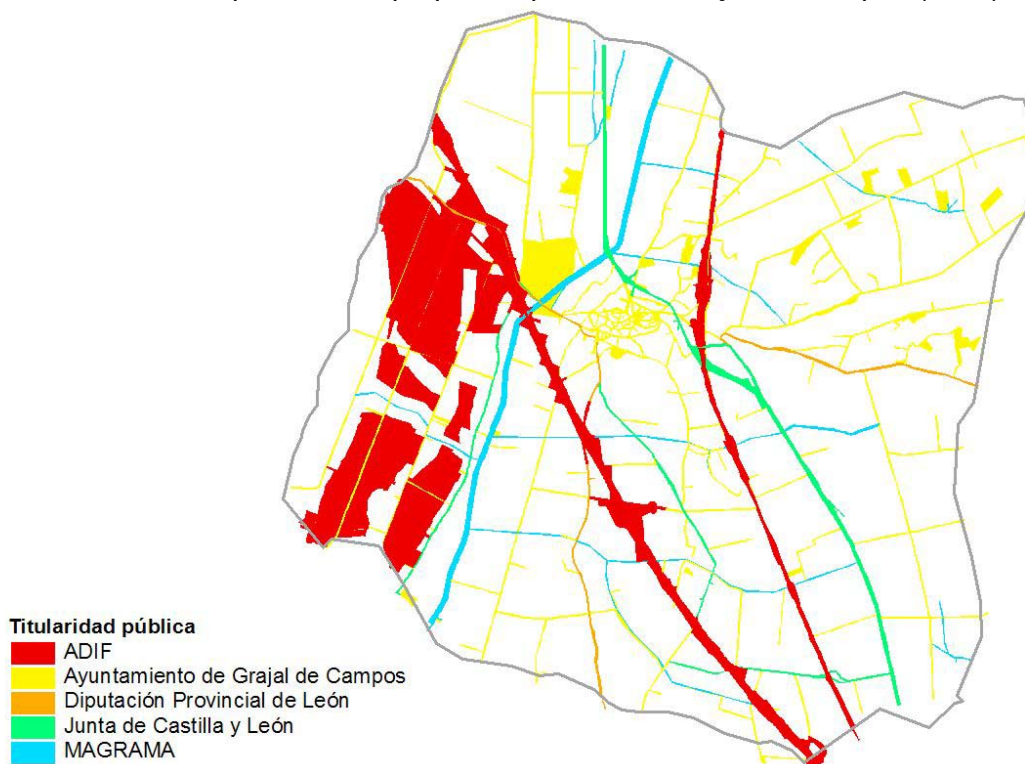 Titularidad pública
ADIF
Ayuntamiento de Grajal de Campos
Diputación Provincial de León
Junta de Castilla y León
MAGRAMA